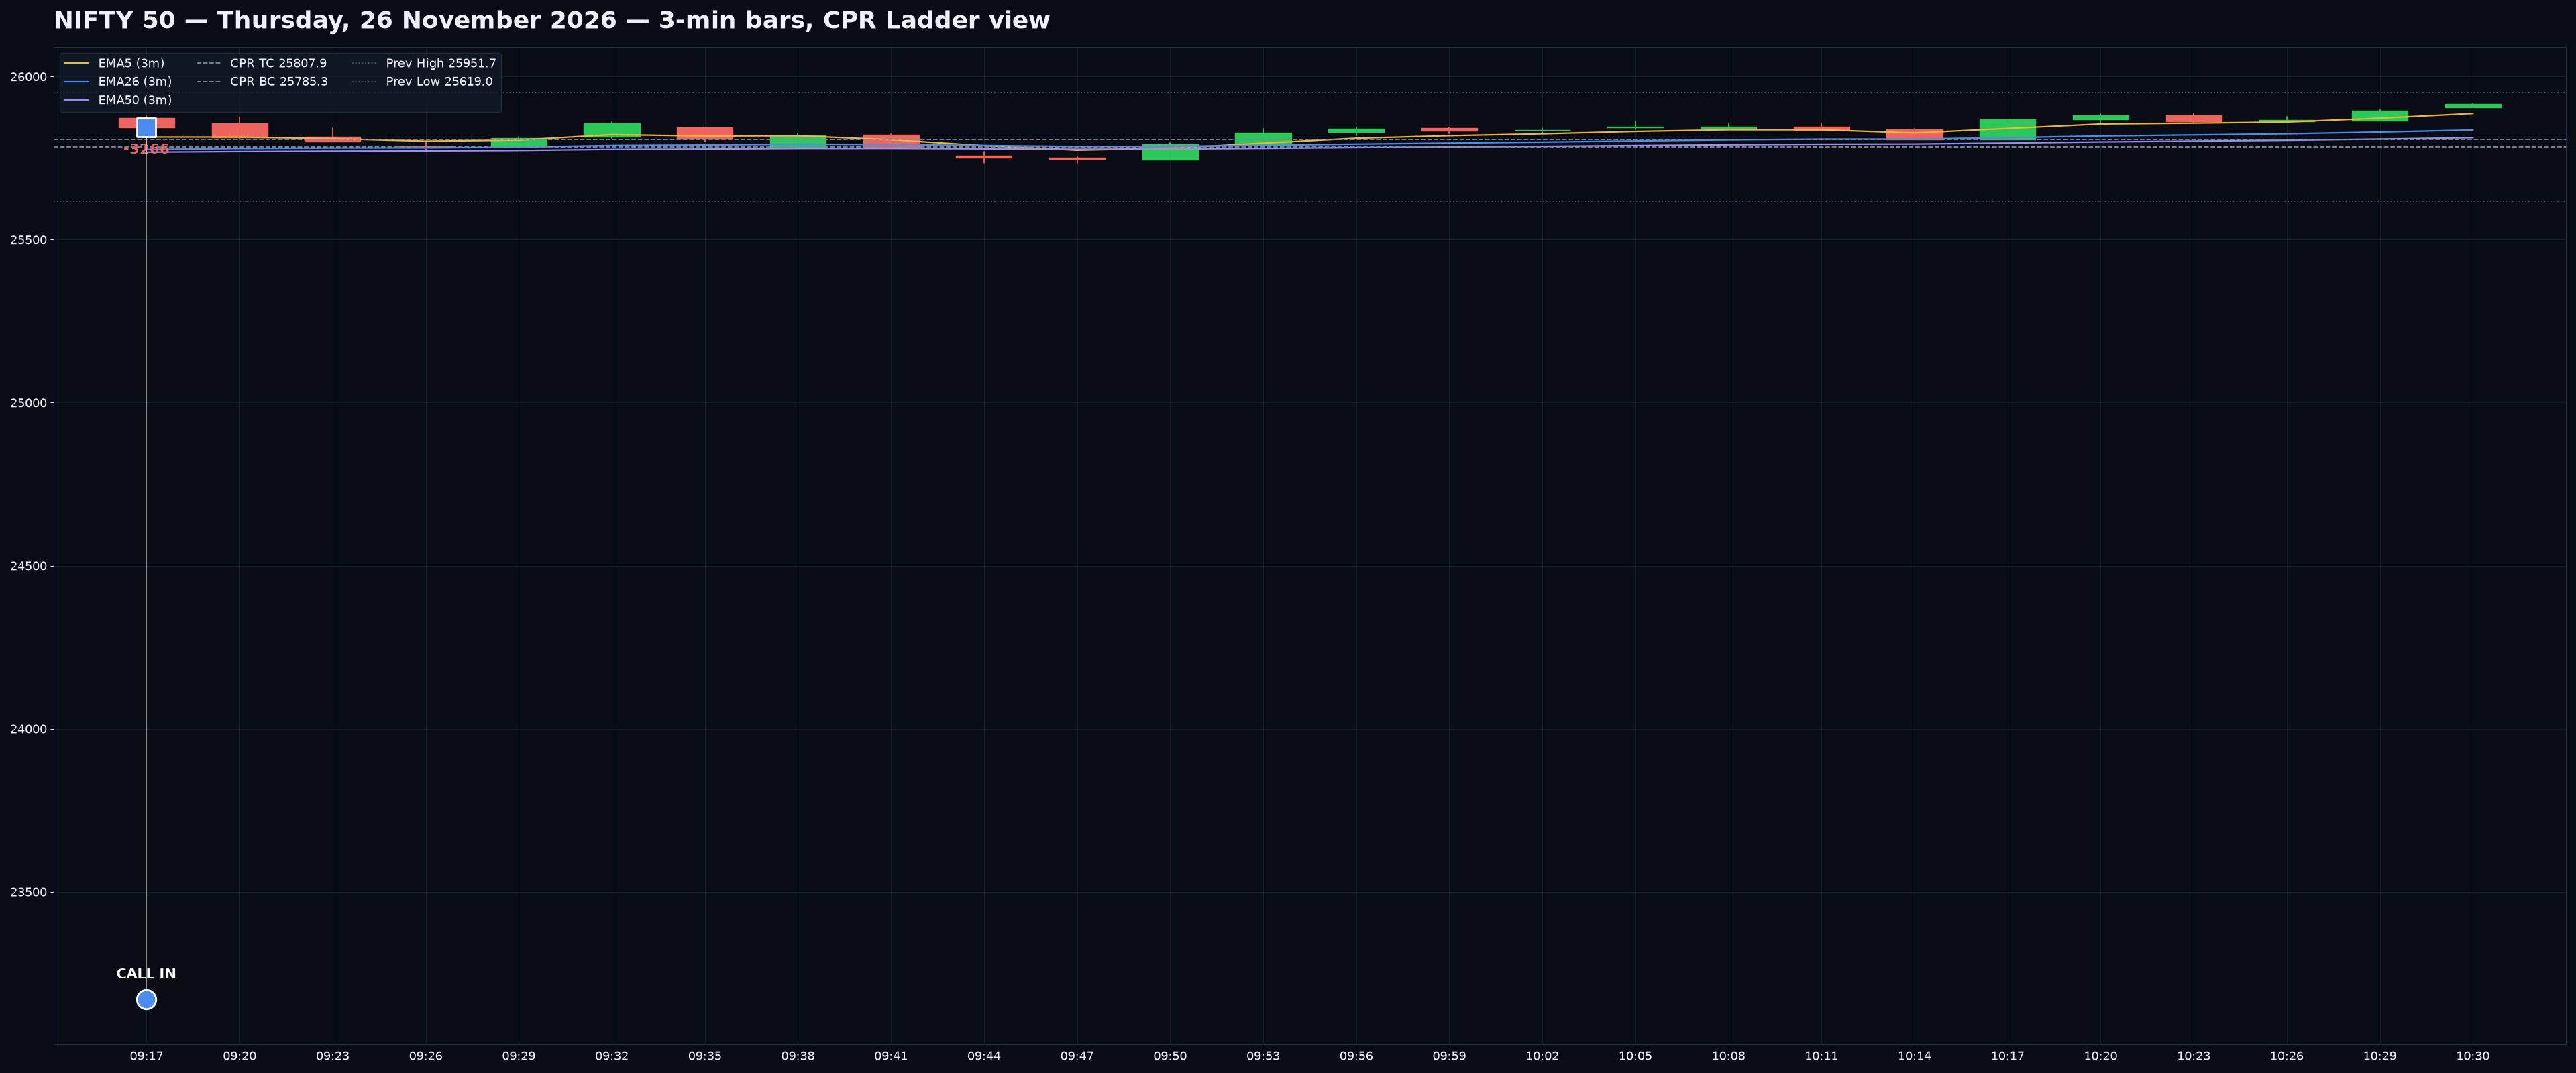 NIFTY 50 — Thursday, 26 November 2026 — 3-min bars, CPR Ladder view
EMA5 (3m) CPR TC 25807.9 Prev High 25951.7
EMA26 (3m) CPR BC 25785.3 Prev Low 25619.0
EMA50 (3m)
26000
-3266
25500
25000
24500
24000
23500
CALL IN
09:17 09:20 09:23 09:26 09:29 09:32 09:35 09:38 09:41 09:44 09:47 09:50 09:53 09:56 09:59 10:02 10:05 10:08 10:11 10:14 10:17 10:20 10:23 10:26 10:29 10:30